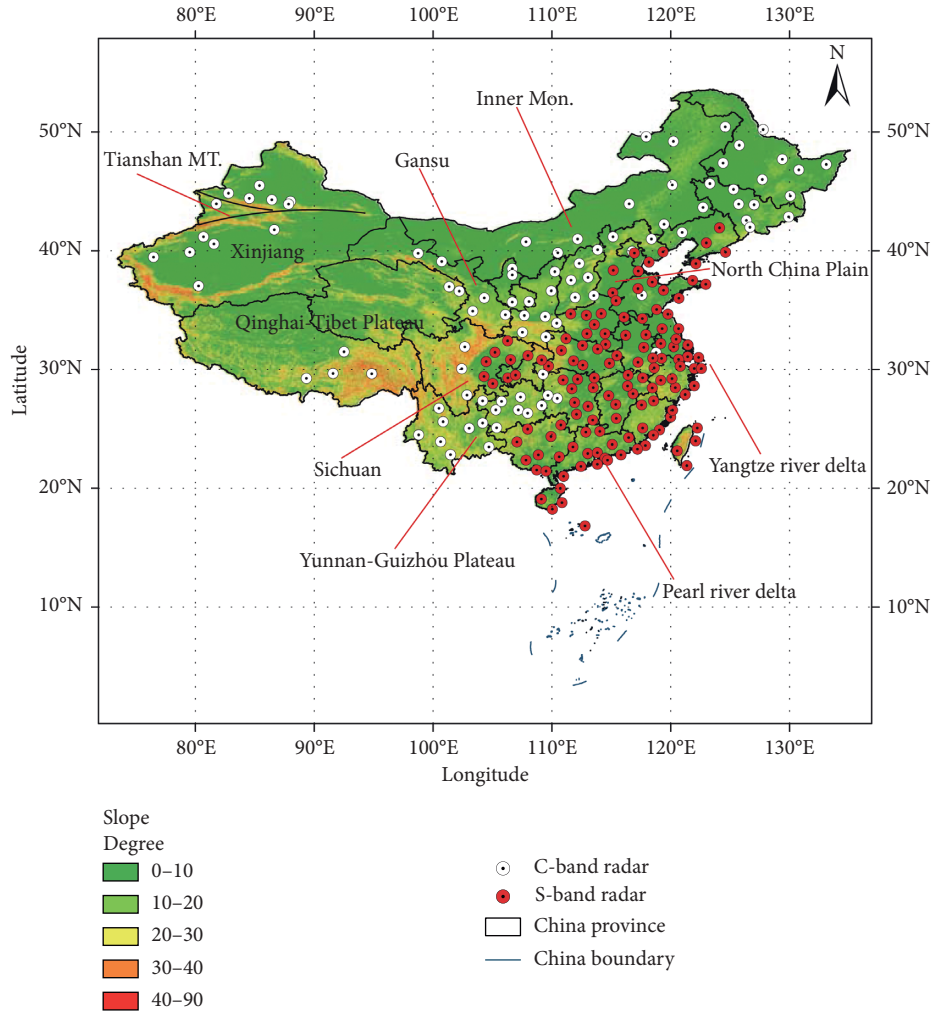 80°E 90°E 100°E 110°E 120°E 130°E
N
50°N 50°N
Inner Mon.
Tianshan MT.
Gansu
40°N 40°N
Xinjiang
North China Plain
Qinghai-Tibet Plateau
Latitude
30°N 30°N
Sichuan
Yangtze river delta
20°N 20°N
Yunnan-Guizhou Plateau
Pearl river delta
10°N 10°N
80°E 90°E 100°E 110°E 120°E 130°E
Longitude
Slope
Degree
0–10
10–20
20–30
30–40
40–90
C-band radar
S-band radar
China province
China boundary